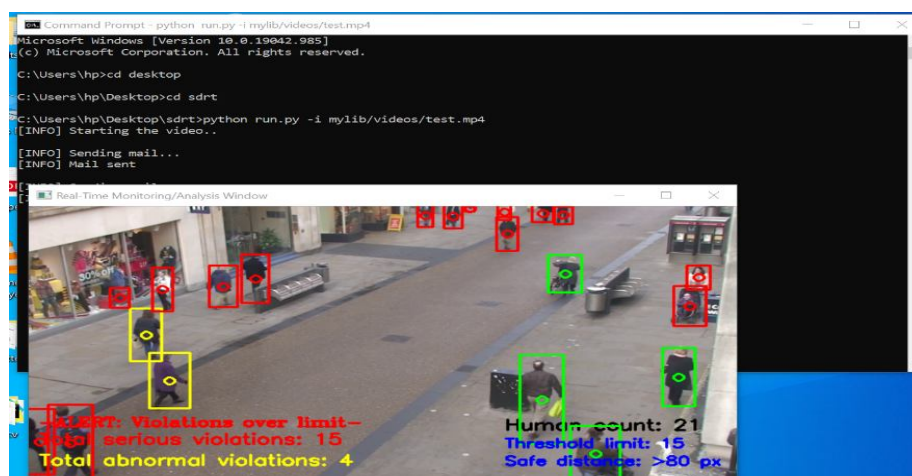 Command Prompt - python run.py -i mylib/videos/test.mp4
Microsoft Windows [Version 10.0.19042.985]
(c) Microsoft Corporation. All rights reserved.
C:\Users\hp>cd desktop
C:\Users\hp\Desktop>cd sdrt
C:\Users\hp\Desktop\sdrt>python run.py -i mylib/videos/test.mp4
[INFO] Starting the video..
[INFO] Sending mail...
[INFO] Mail sent
Real-Time Monitoring/Analysis Window
30% off
-ALERT: Violations over limit-
Total serious violations: 15
Total abnormal violations: 4
Human count: 21
Threshold limit: 15
Safe distance: >80 px